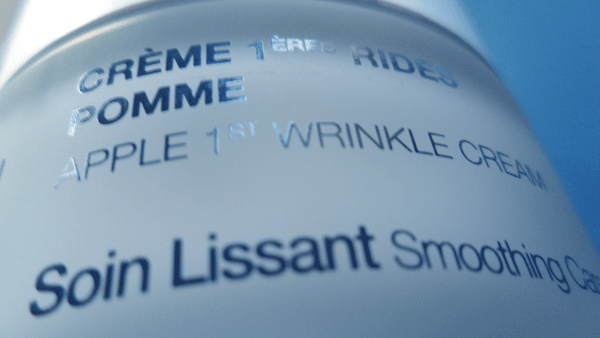 CRÈME 1ÈRES RIDES
POMME
APPLE 1ST WRINKLE CREAM
Soin Lissant Smoothing